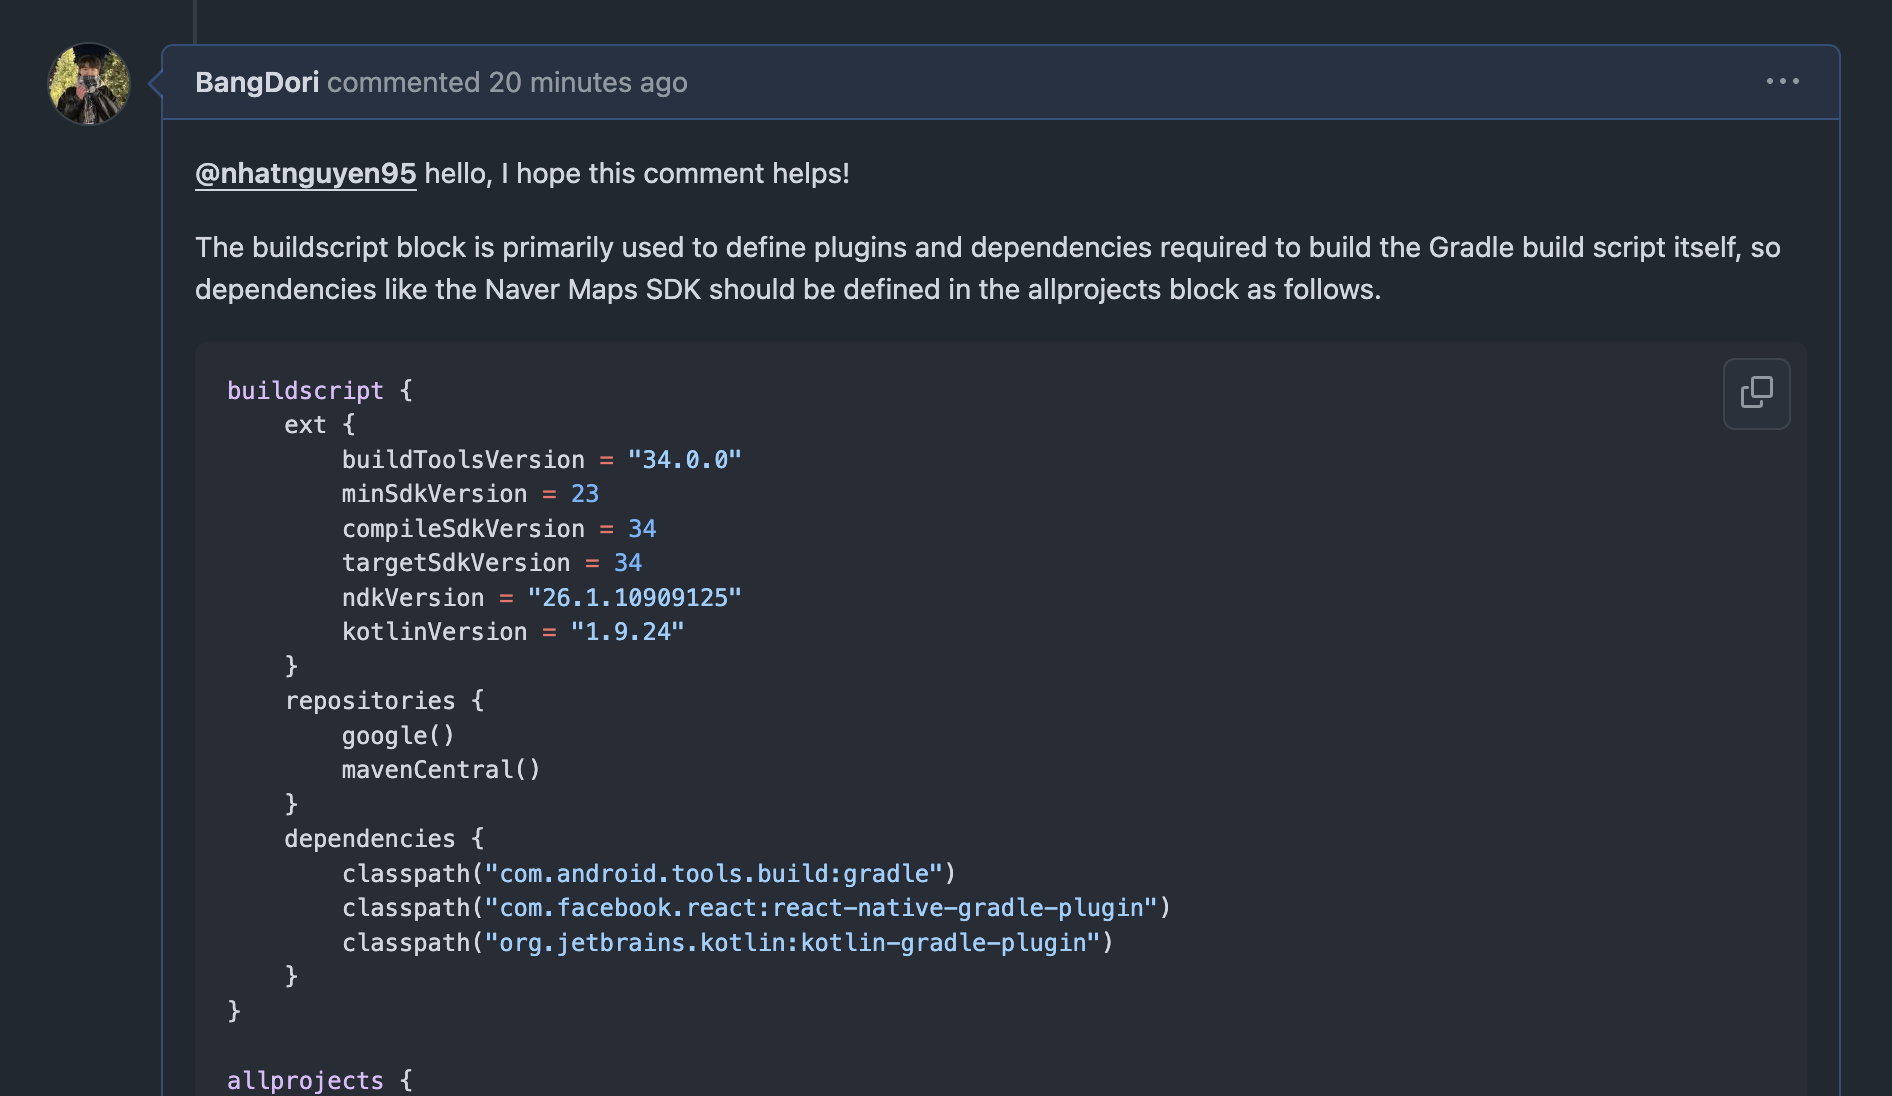 BangDori commented 20 minutes ago
@nhatnguyen95 hello, I hope this comment helps!
The buildscript block is primarily used to define plugins and dependencies required to build the Gradle build script itself, so
dependencies like the Naver Maps SDK should be defined in the allprojects block as follows.
buildscript {
    ext {
        buildToolsVersion = "34.0.0"
        minSdkVersion = 23
        compileSdkVersion = 34
        targetSdkVersion = 34
        ndkVersion = "26.1.10909125"
        kotlinVersion = "1.9.24"
    }
    repositories {
        google()
        mavenCentral()
    }
    dependencies {
        classpath("com.android.tools.build:gradle")
        classpath("com.facebook.react:react-native-gradle-plugin")
        classpath("org.jetbrains.kotlin:kotlin-gradle-plugin")
    }
}
allprojects {